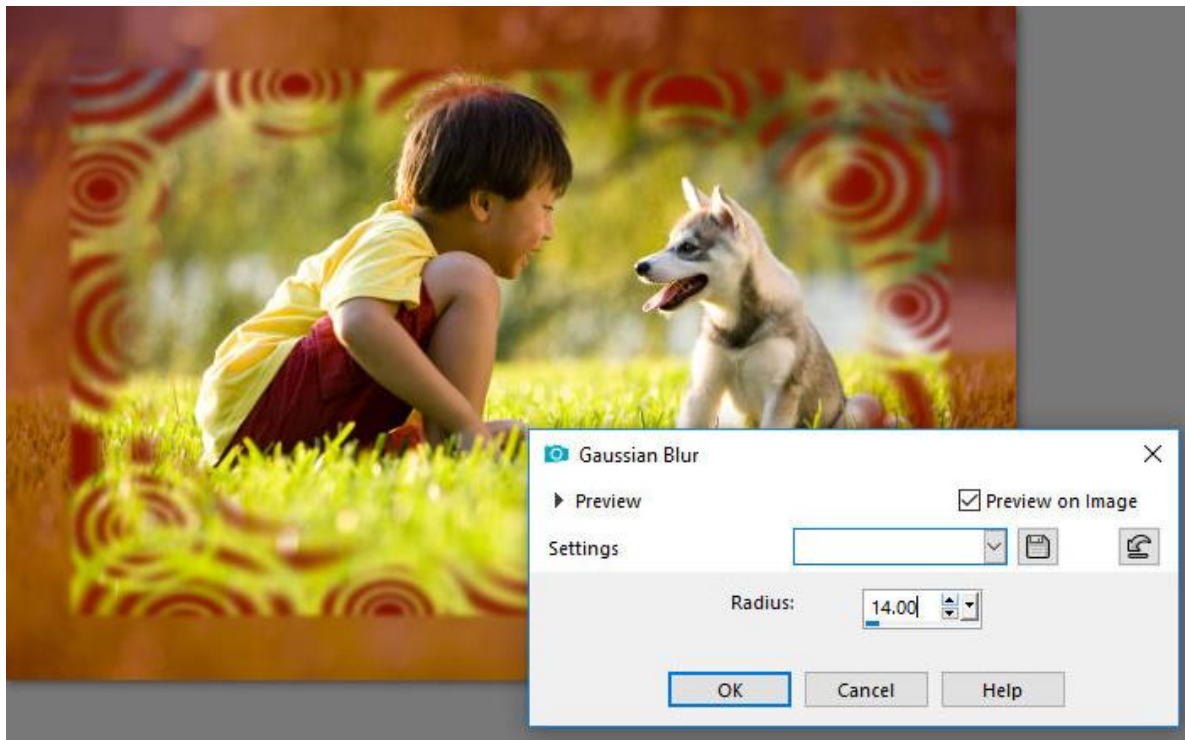 Gaussian Blur
Preview
Preview on Image
Settings
Radius:
14.00
OK
Cancel
Help